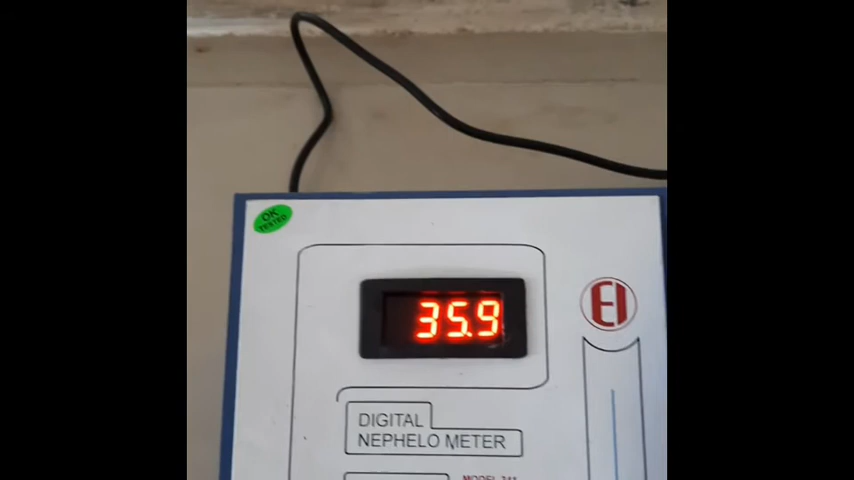 OK
TESTED
35.9
EI
DIGITAL
NEPHELO METER
MODEL 341